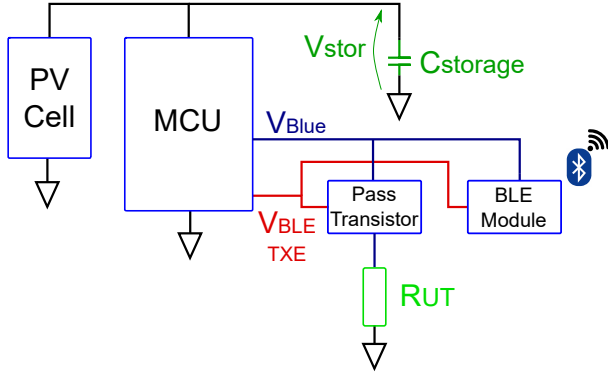 Vstor
Cstorage
PV
Cell
MCU
VBlue
Pass
Transistor
BLE
Module
VBLE
TXE
RUT